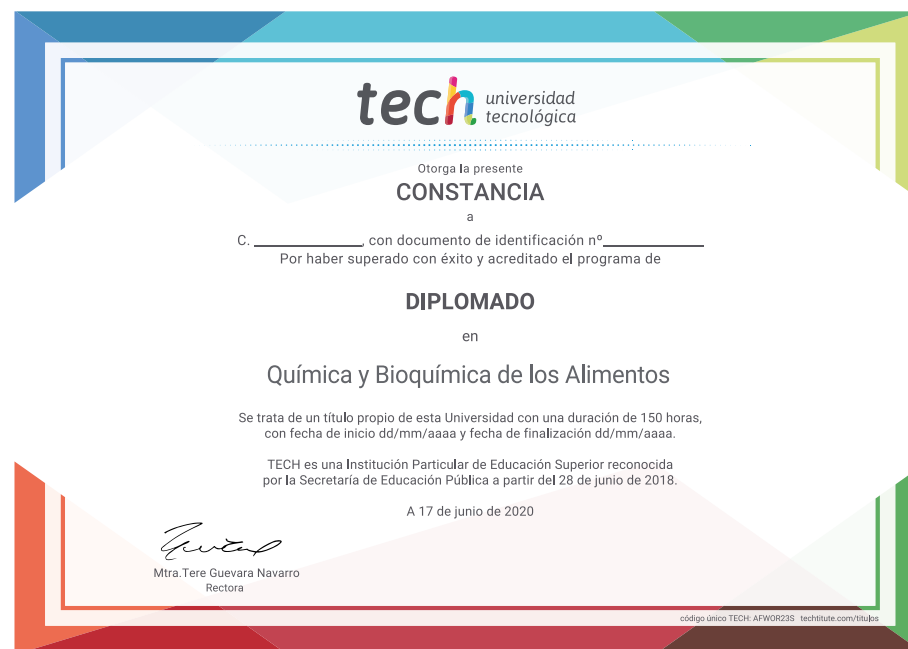 tech universidad
tecnológica
Otorga la presente
CONSTANCIA
a
C. ____________, con documento de identificación nº___________
Por haber superado con éxito y acreditado el programa de
DIPLOMADO
en
Química y Bioquímica de los Alimentos
Se trata de un título propio de esta Universidad con una duración de 150 horas,
con fecha de inicio dd/mm/aaaa y fecha de finalización dd/mm/aaaa.
TECH es una Institución Particular de Educación Superior reconocida
por la Secretaría de Educación Pública a partir del 28 de junio de 2018.
A 17 de junio de 2020
Mtra.Tere Guevara Navarro
Rectora
código único TECH: AFWOR23S techtitute.com/titulos